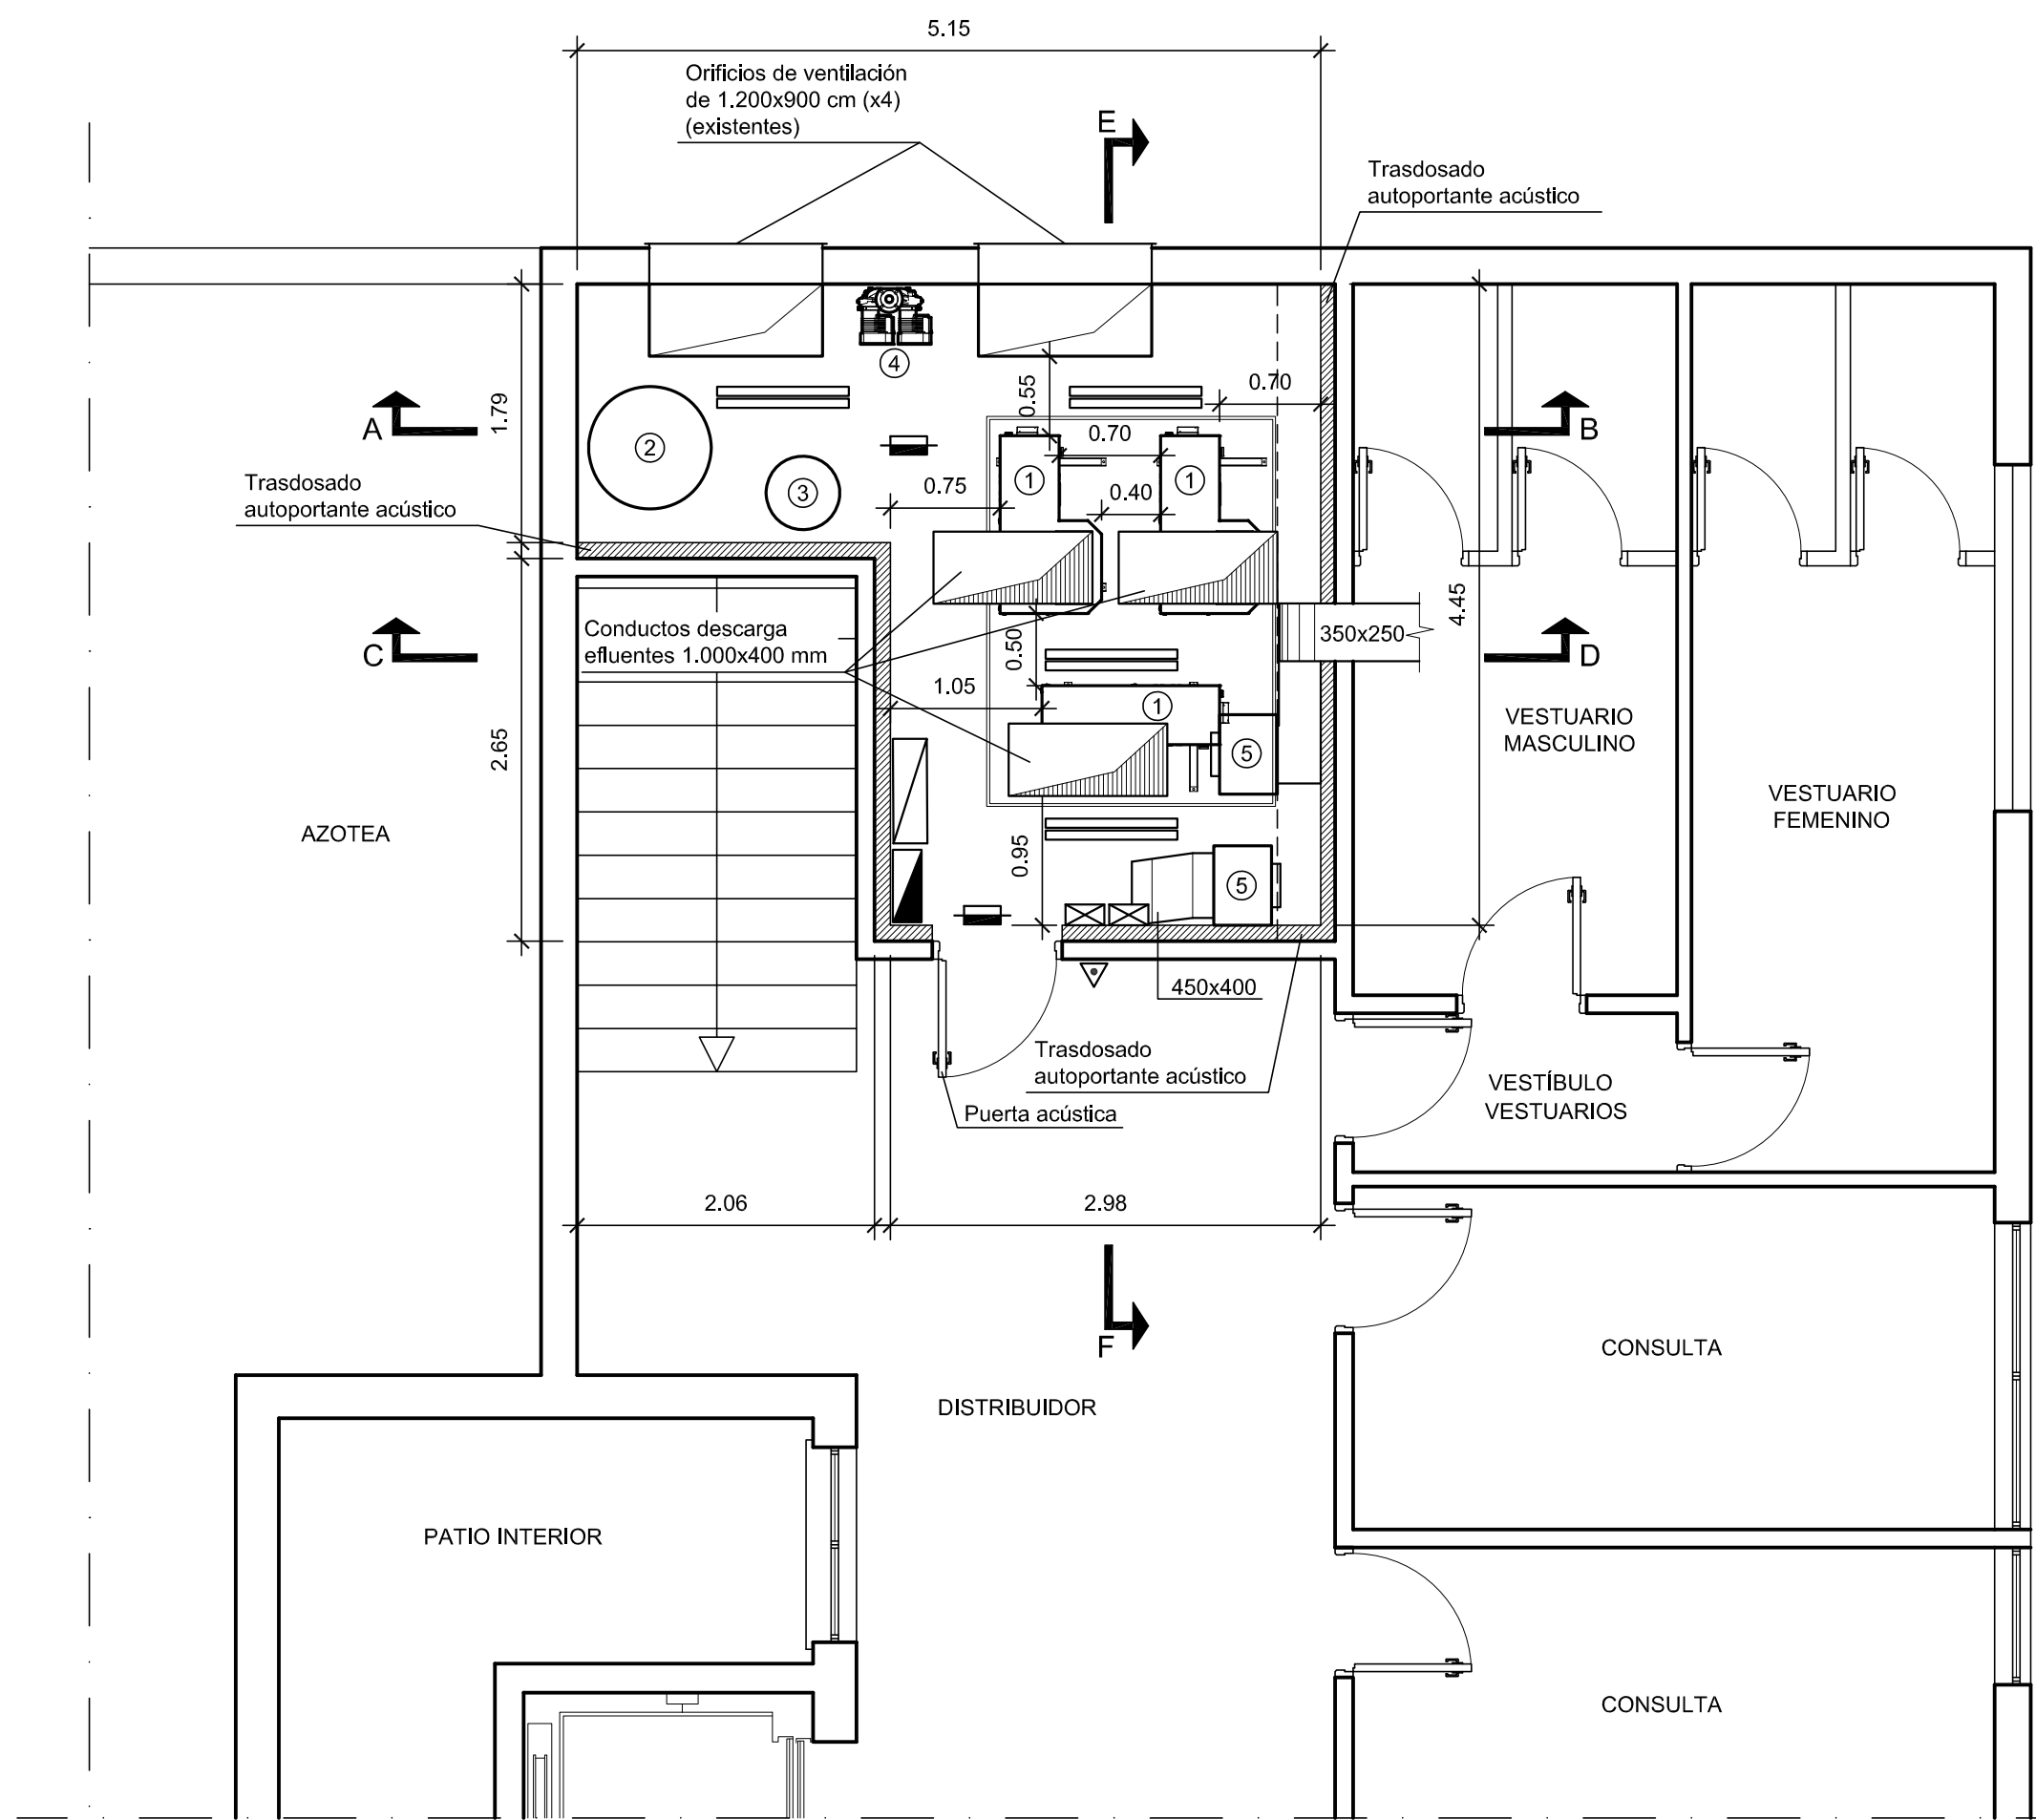 5.15
Orificios de ventilación
de 1.200x900 cm (x4)
(existentes)
E
Trasdosado
autoportante acústico
4
0.55
0.70
A
1.79
B
2
0.70
1
1
Trasdosado
autoportante acústico
3
0.75
0.40
4.45
C
Conductos descarga
efluentes 1.000x400 mm
0.50
350x250
D
1.05
1
VESTUARIO
MASCULINO
2.65
5
VESTUARIO
FEMENINO
AZOTEA
0.95
5
450x400
Trasdosado
autoportante acústico
Puerta acústica
VESTÍBULO
VESTUARIOS
2.06
2.98
F
CONSULTA
DISTRIBUIDOR
PATIO INTERIOR
CONSULTA